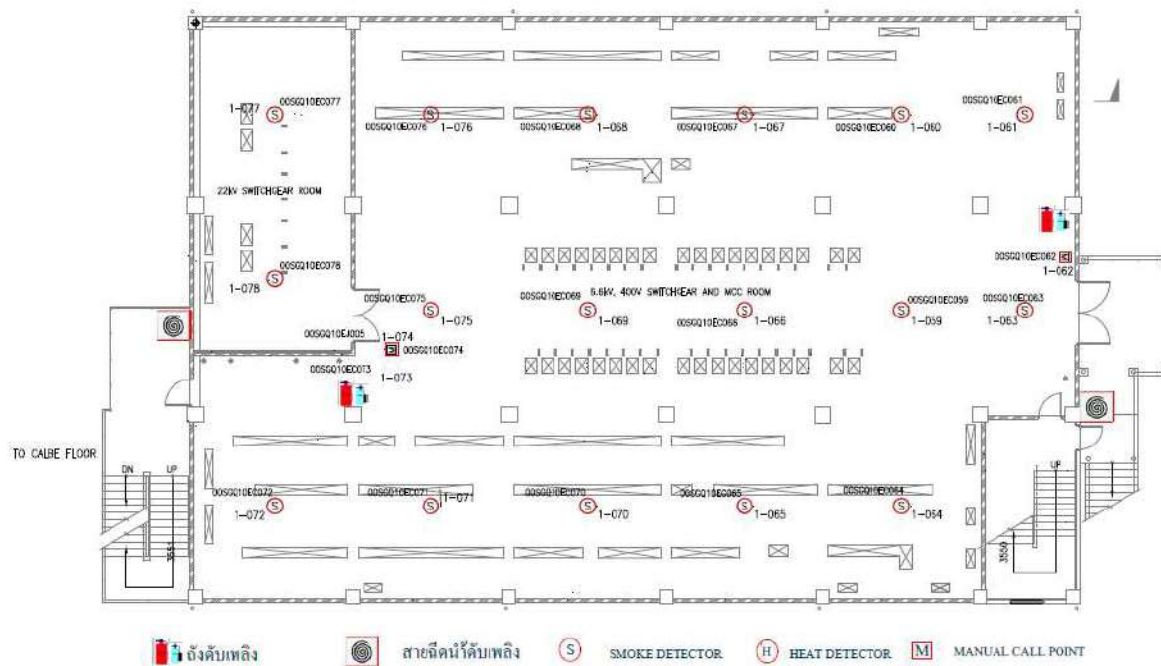 00SGQ10EC077
1-077
S
00SGQ10EC076
S
1-076
00SGQ10EC068
S
1-068
00SGQ10EC067
S
1-067
00SGQ10EC060
S
1-060
00SGQ10EC061
S
1-061
22kV SWITCHGEAR ROOM
00SGQ10EC062
1-062
00SGQ10EC078
S
1-078
00SGQ10EC075
S
1-075
00SGQ10EC069
S
1-069
6.6kV, 400V SWITCHGEAR AND MCC ROOM
S
1-066
00SGQ10EC059
S
1-059
00SGQ10EC063
S
1-063
00SGQ10EJ005
1-074
00SGQ10EC074
1-073
00SGQ10EC073
TO CALBE FLOOR
DN
UP
3551
00SGQ10EC072
S
1-072
00SGQ10EC071
S
1-071
00SGQ10EC070
S
1-070
00SGQ10EC065
S
1-065
00SGQ10EC064
S
1-064
UP
3550
ถังดับเพลิง
สายฉีดน้ำดับเพลิง
S SMOKE DETECTOR
H HEAT DETECTOR
M MANUAL CALL POINT